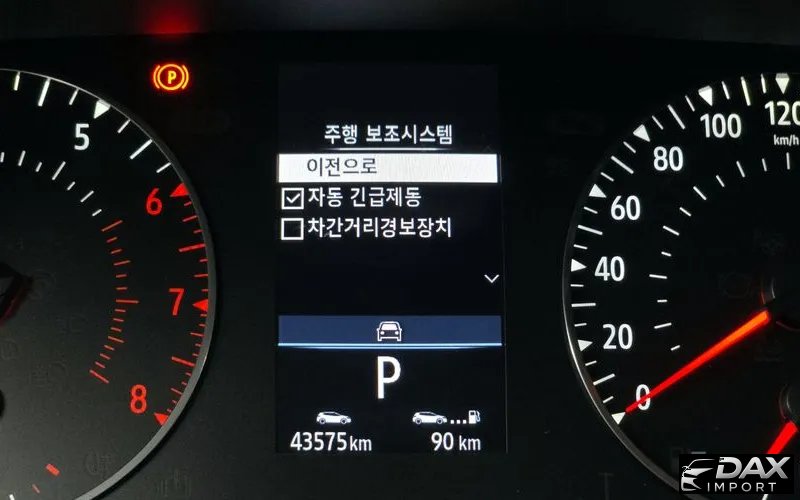 주행 보조시스템
이전으로
자동 긴급제동
차간거리경보장치
P
43575 km
90 km
P
5
6
7
8
0
20
40
60
80
100
120
km/h
DAX
IMPORT